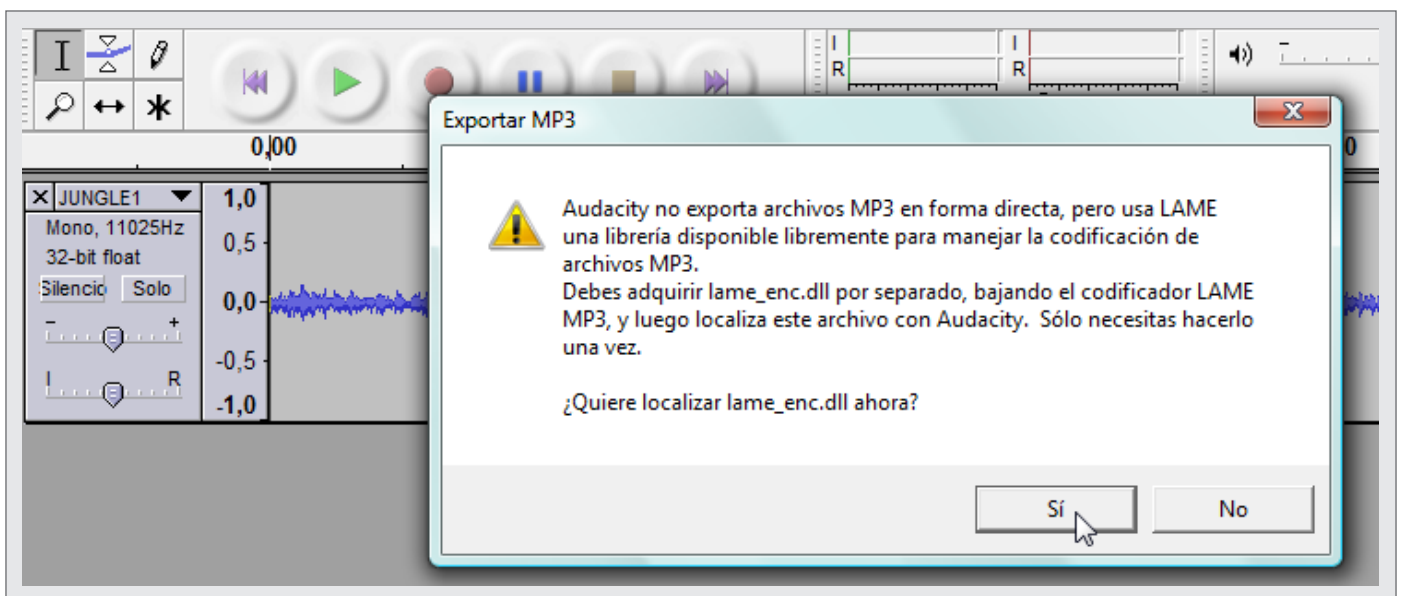 I
R
I
R
0,00
0
Exportar MP3
JUNGLE1
Mono, 11025Hz
32-bit float
Silencio
Solo
- +
I R
1,0
0,5
0,0
-0,5
-1,0
Audacity no exporta archivos MP3 en forma directa, pero usa LAME
una librería disponible libremente para manejar la codificación de
archivos MP3.
Debes adquirir lame_enc.dll por separado, bajando el codificador LAME
MP3, y luego localiza este archivo con Audacity. Sólo necesitas hacerlo
una vez.
¿Quiere localizar lame_enc.dll ahora?
Sí
No